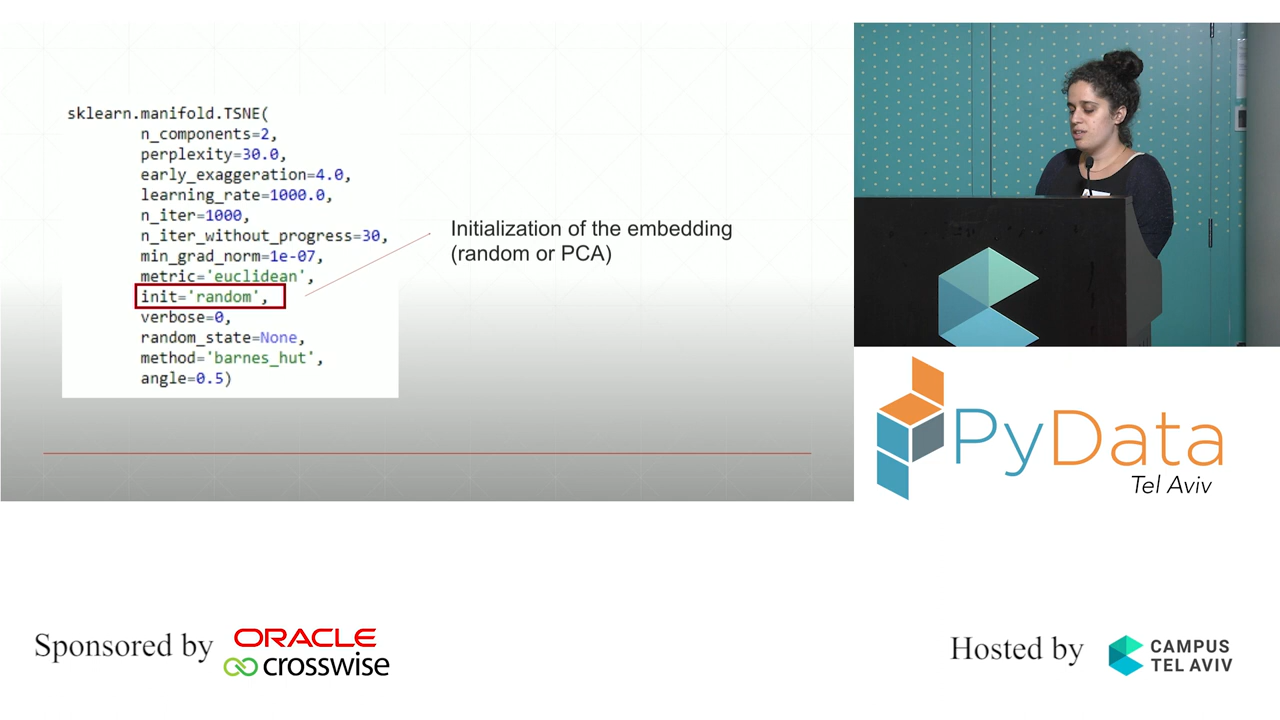 sklearn.manifold.TSNE(
n_components=2,
perplexity=30.0,
early_exaggeration=4.0,
learning_rate=1000.0,
n_iter=1000,
n_iter_without_progress=30,
min_grad_norm=1e-07,
metric='euclidean',
init='random',
verbose=0,
random_state=None,
method='barnes_hut',
angle=0.5)
Initialization of the embedding
(random or PCA)
PyData
Tel Aviv
Sponsored by
ORACLE
crosswise
Hosted by
CAMPUS
TEL AVIV